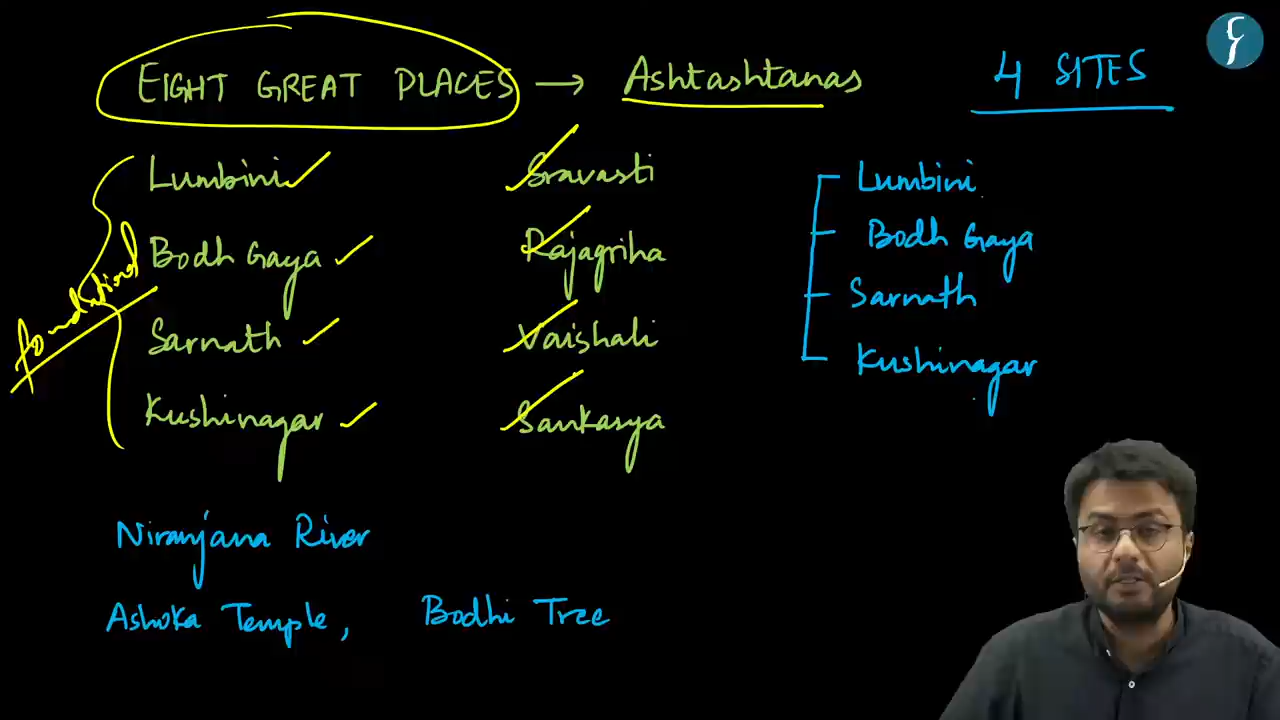 EIGHT GREAT PLACES → Ashtashtanas
4 SITES
Lumbini
Bodh Gaya
Sarnath
Kushinagar
Sravasti
Rajagriha
Vaishali
Sankasya
foundational
Lumbini
Bodh Gaya
Sarnath
Kushinagar
Niranjana River
Ashoka Temple, Bodhi Tree